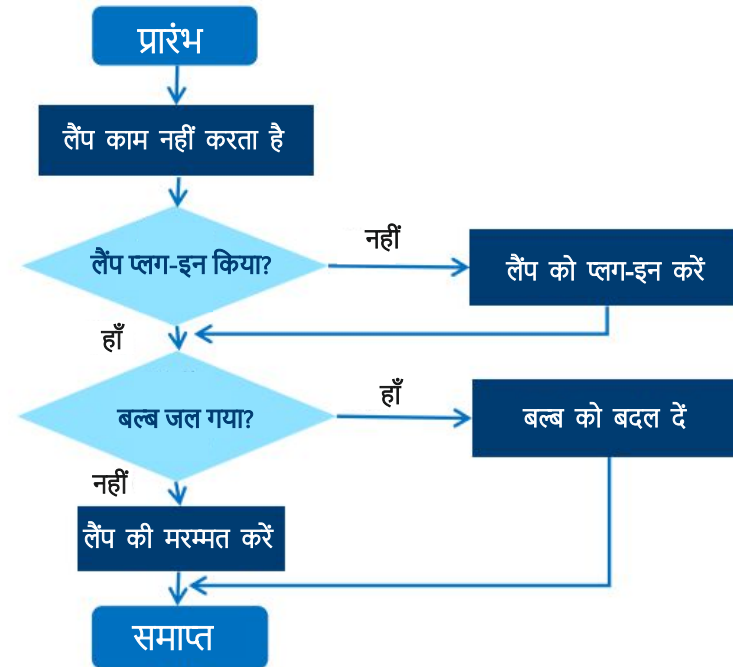 प्रारंभ
लैंप काम नहीं करता है
लैंप प्लग-इन किया?
नहीं
लैंप को प्लग-इन करें
हाँ
बल्ब जल गया?
हाँ
बल्ब को बदल दें
नहीं
लैंप की मरम्मत करें
समाप्त